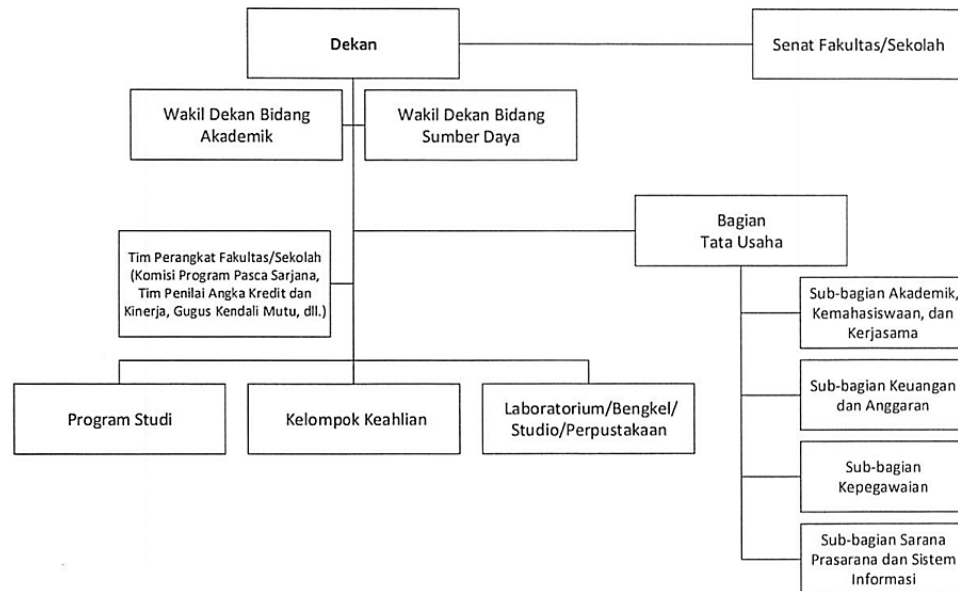 Dekan
Senat Fakultas/Sekolah
Wakil Dekan Bidang
Akademik
Wakil Dekan Bidang
Sumber Daya
Bagian
Tata Usaha
Tim Perangkat Fakultas/Sekolah
(Komisi Program Pasca Sarjana,
Tim Penilai Angka Kredit dan
Kinerja, Gugus Kendali Mutu, dll.)
Sub-bagian Akademik,
Kemahasiswaan, dan
Kerjasama
Sub-bagian Keuangan
dan Anggaran
Program Studi
Kelompok Keahlian
Laboratorium/Bengkel/
Studio/Perpustakaan
Sub-bagian
Kepegawaian
Sub-bagian Sarana
Prasarana dan Sistem
Informasi